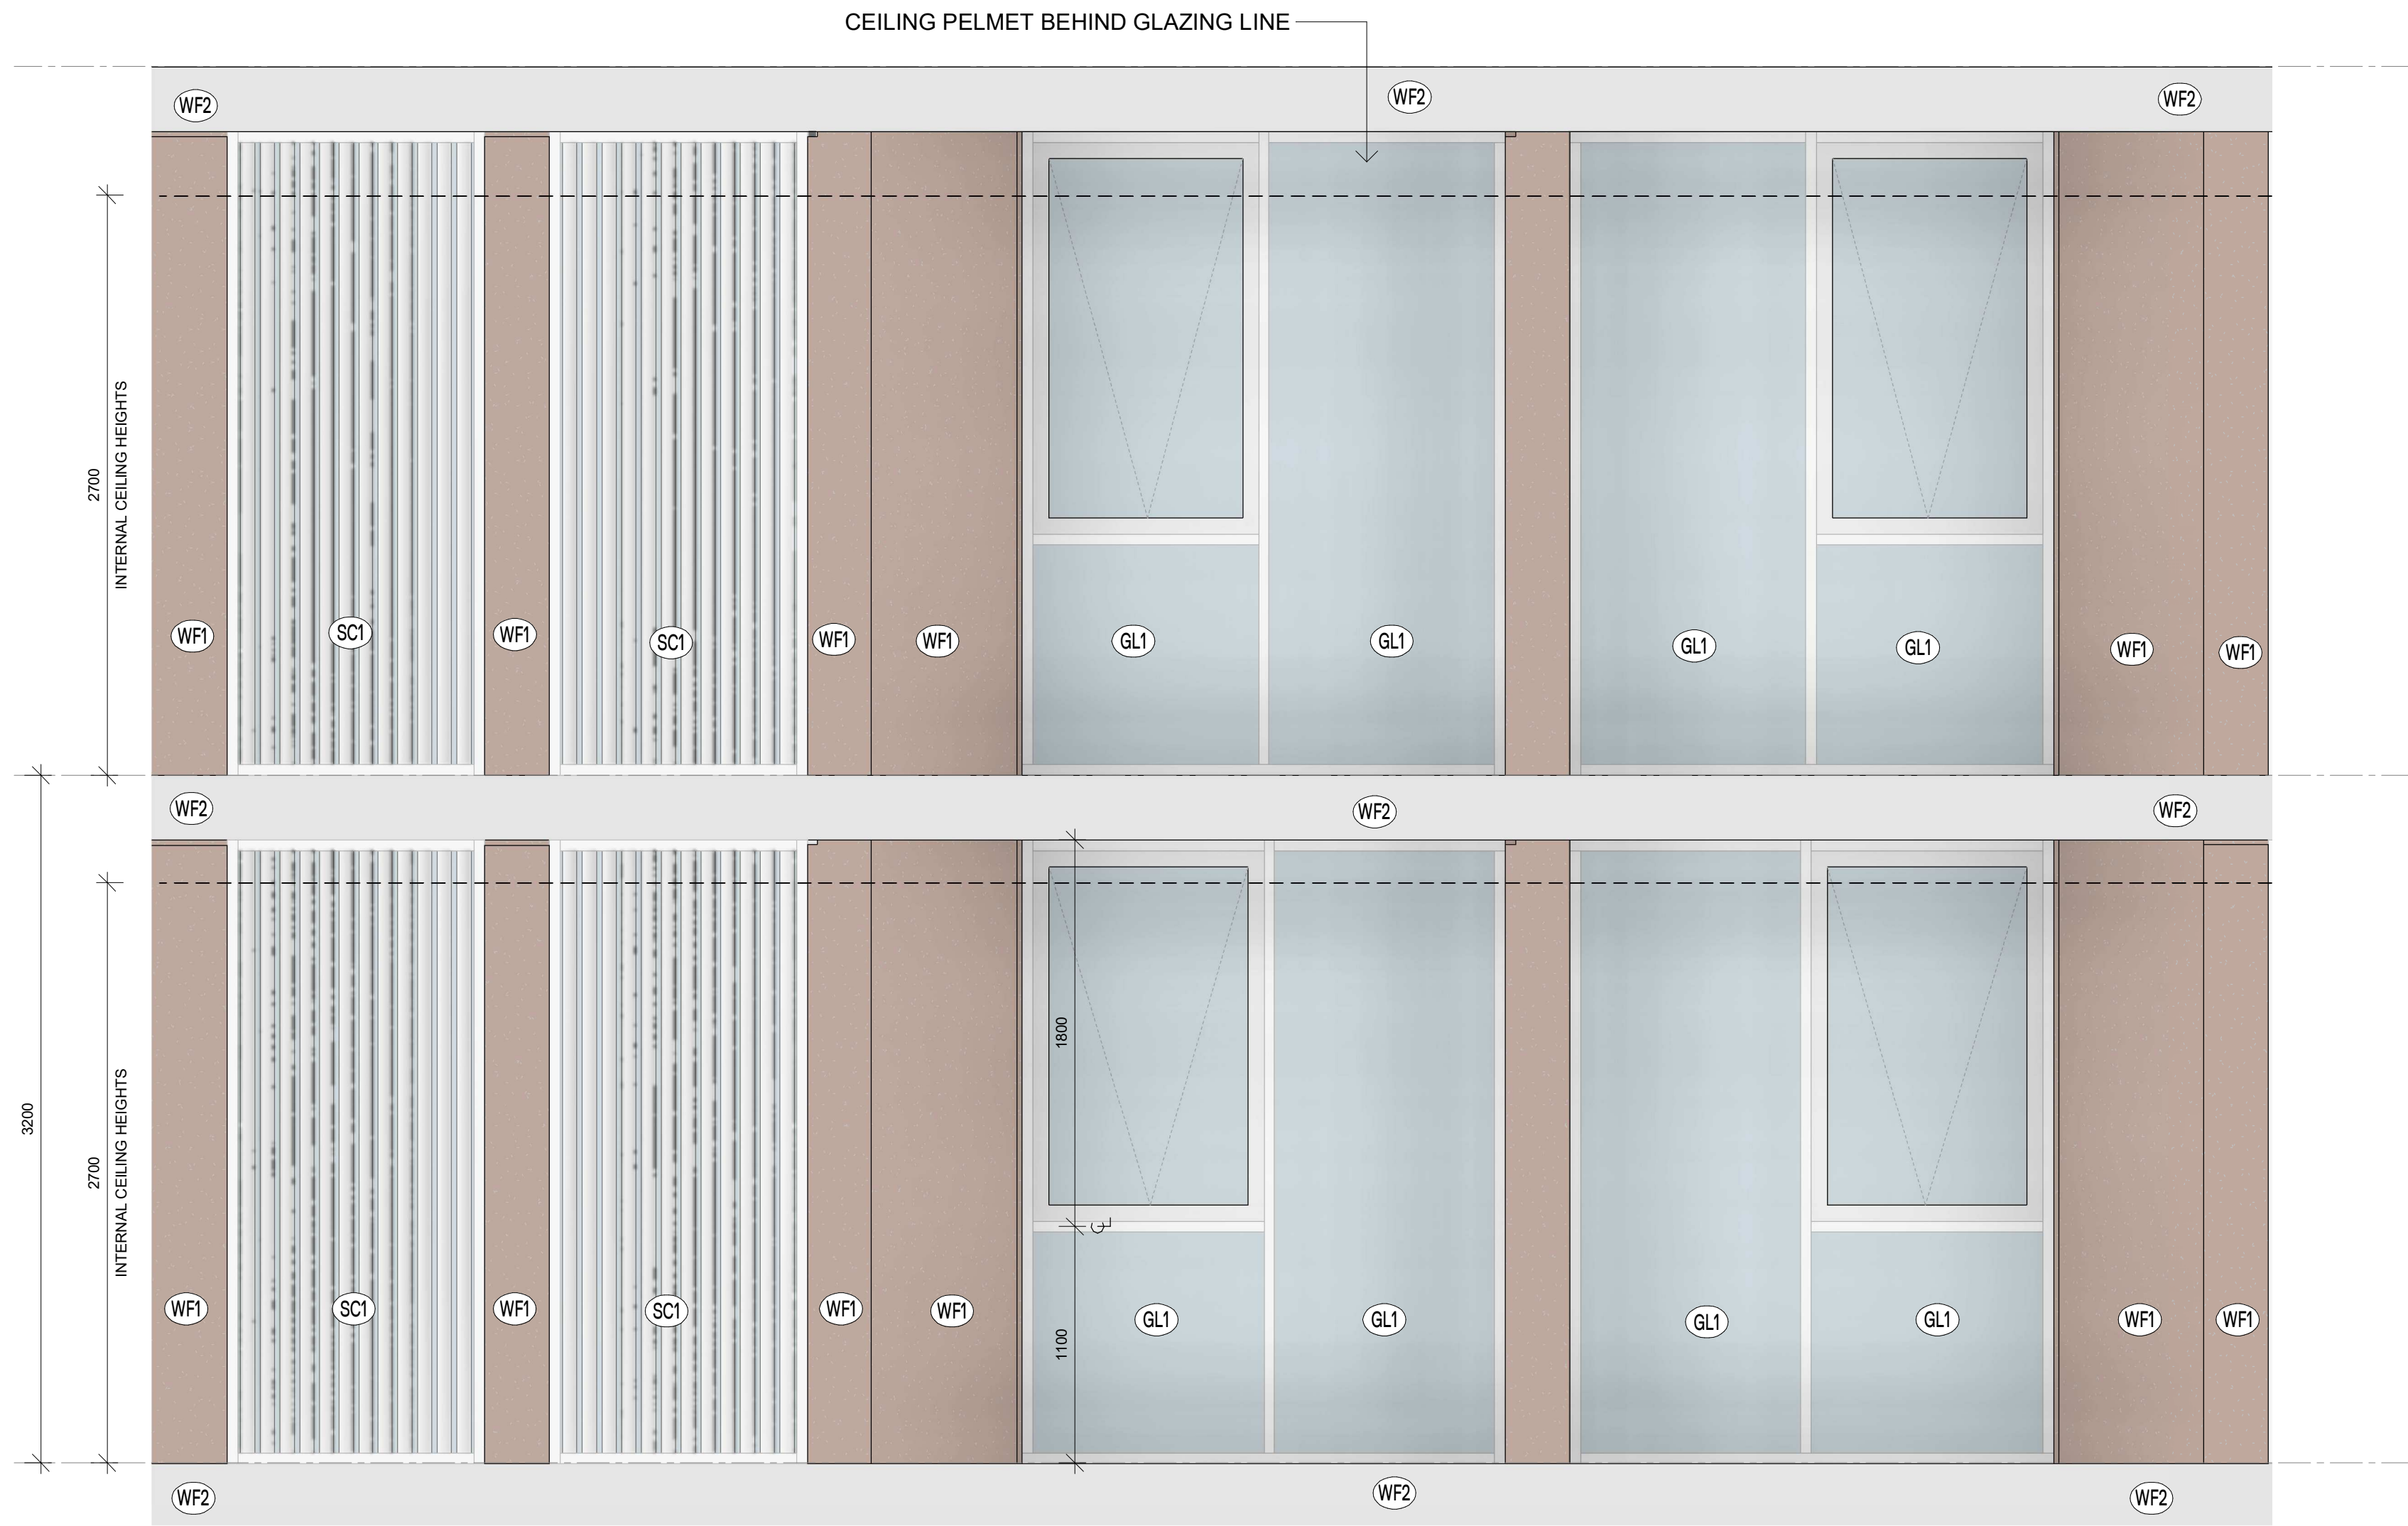 CEILING PELMET BEHIND GLAZING LINE
WF2 WF2 WF2
2700
INTERNAL CEILING HEIGHTS
WF1 SC1 WF1 SC1 WF1 WF1 GL1 GL1 GL1 GL1 WF1 WF1
WF2 WF2 WF2
3200
2700
INTERNAL CEILING HEIGHTS
1800
CL
1100
WF1 SC1 WF1 SC1 WF1 WF1 GL1 GL1 GL1 GL1 WF1 WF1
WF2 WF2 WF2